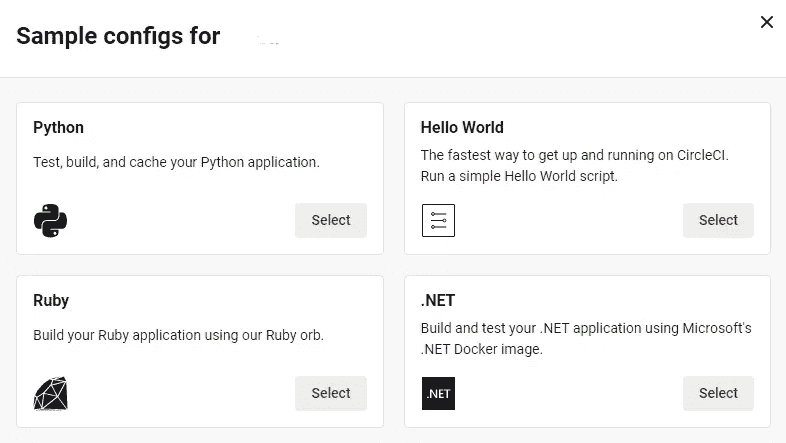 Sample configs for
Python
Test, build, and cache your Python application.
Select
Hello World
The fastest way to get up and running on CircleCI.
Run a simple Hello World script.
Select
Ruby
Build your Ruby application using our Ruby orb.
Select
.NET
Build and test your .NET application using Microsoft's
.NET Docker image.
.NET
Select